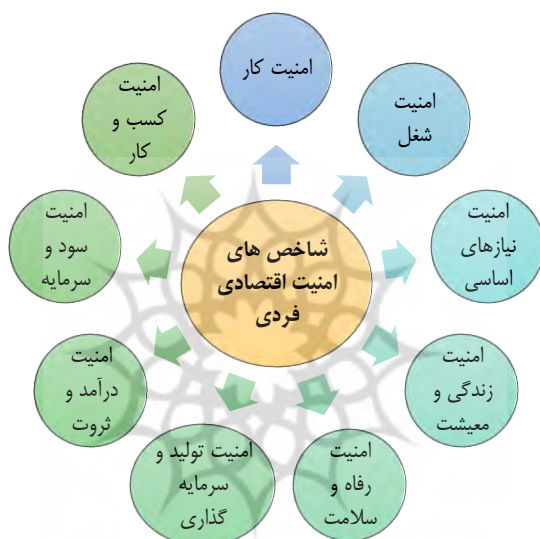 شاخص های
امنیت اقتصادی
فردی
امنیت کار
امنیت
شغل
امنیت
نیازهای
اساسی
امنیت
زندگی و
معیشت
امنیت
رفاه و
سلامت
امنیت تولید و
سرمایه
گذاری
امنیت
درآمد و
ثروت
امنیت
سود و
سرمایه
امنیت
کسب و
کار